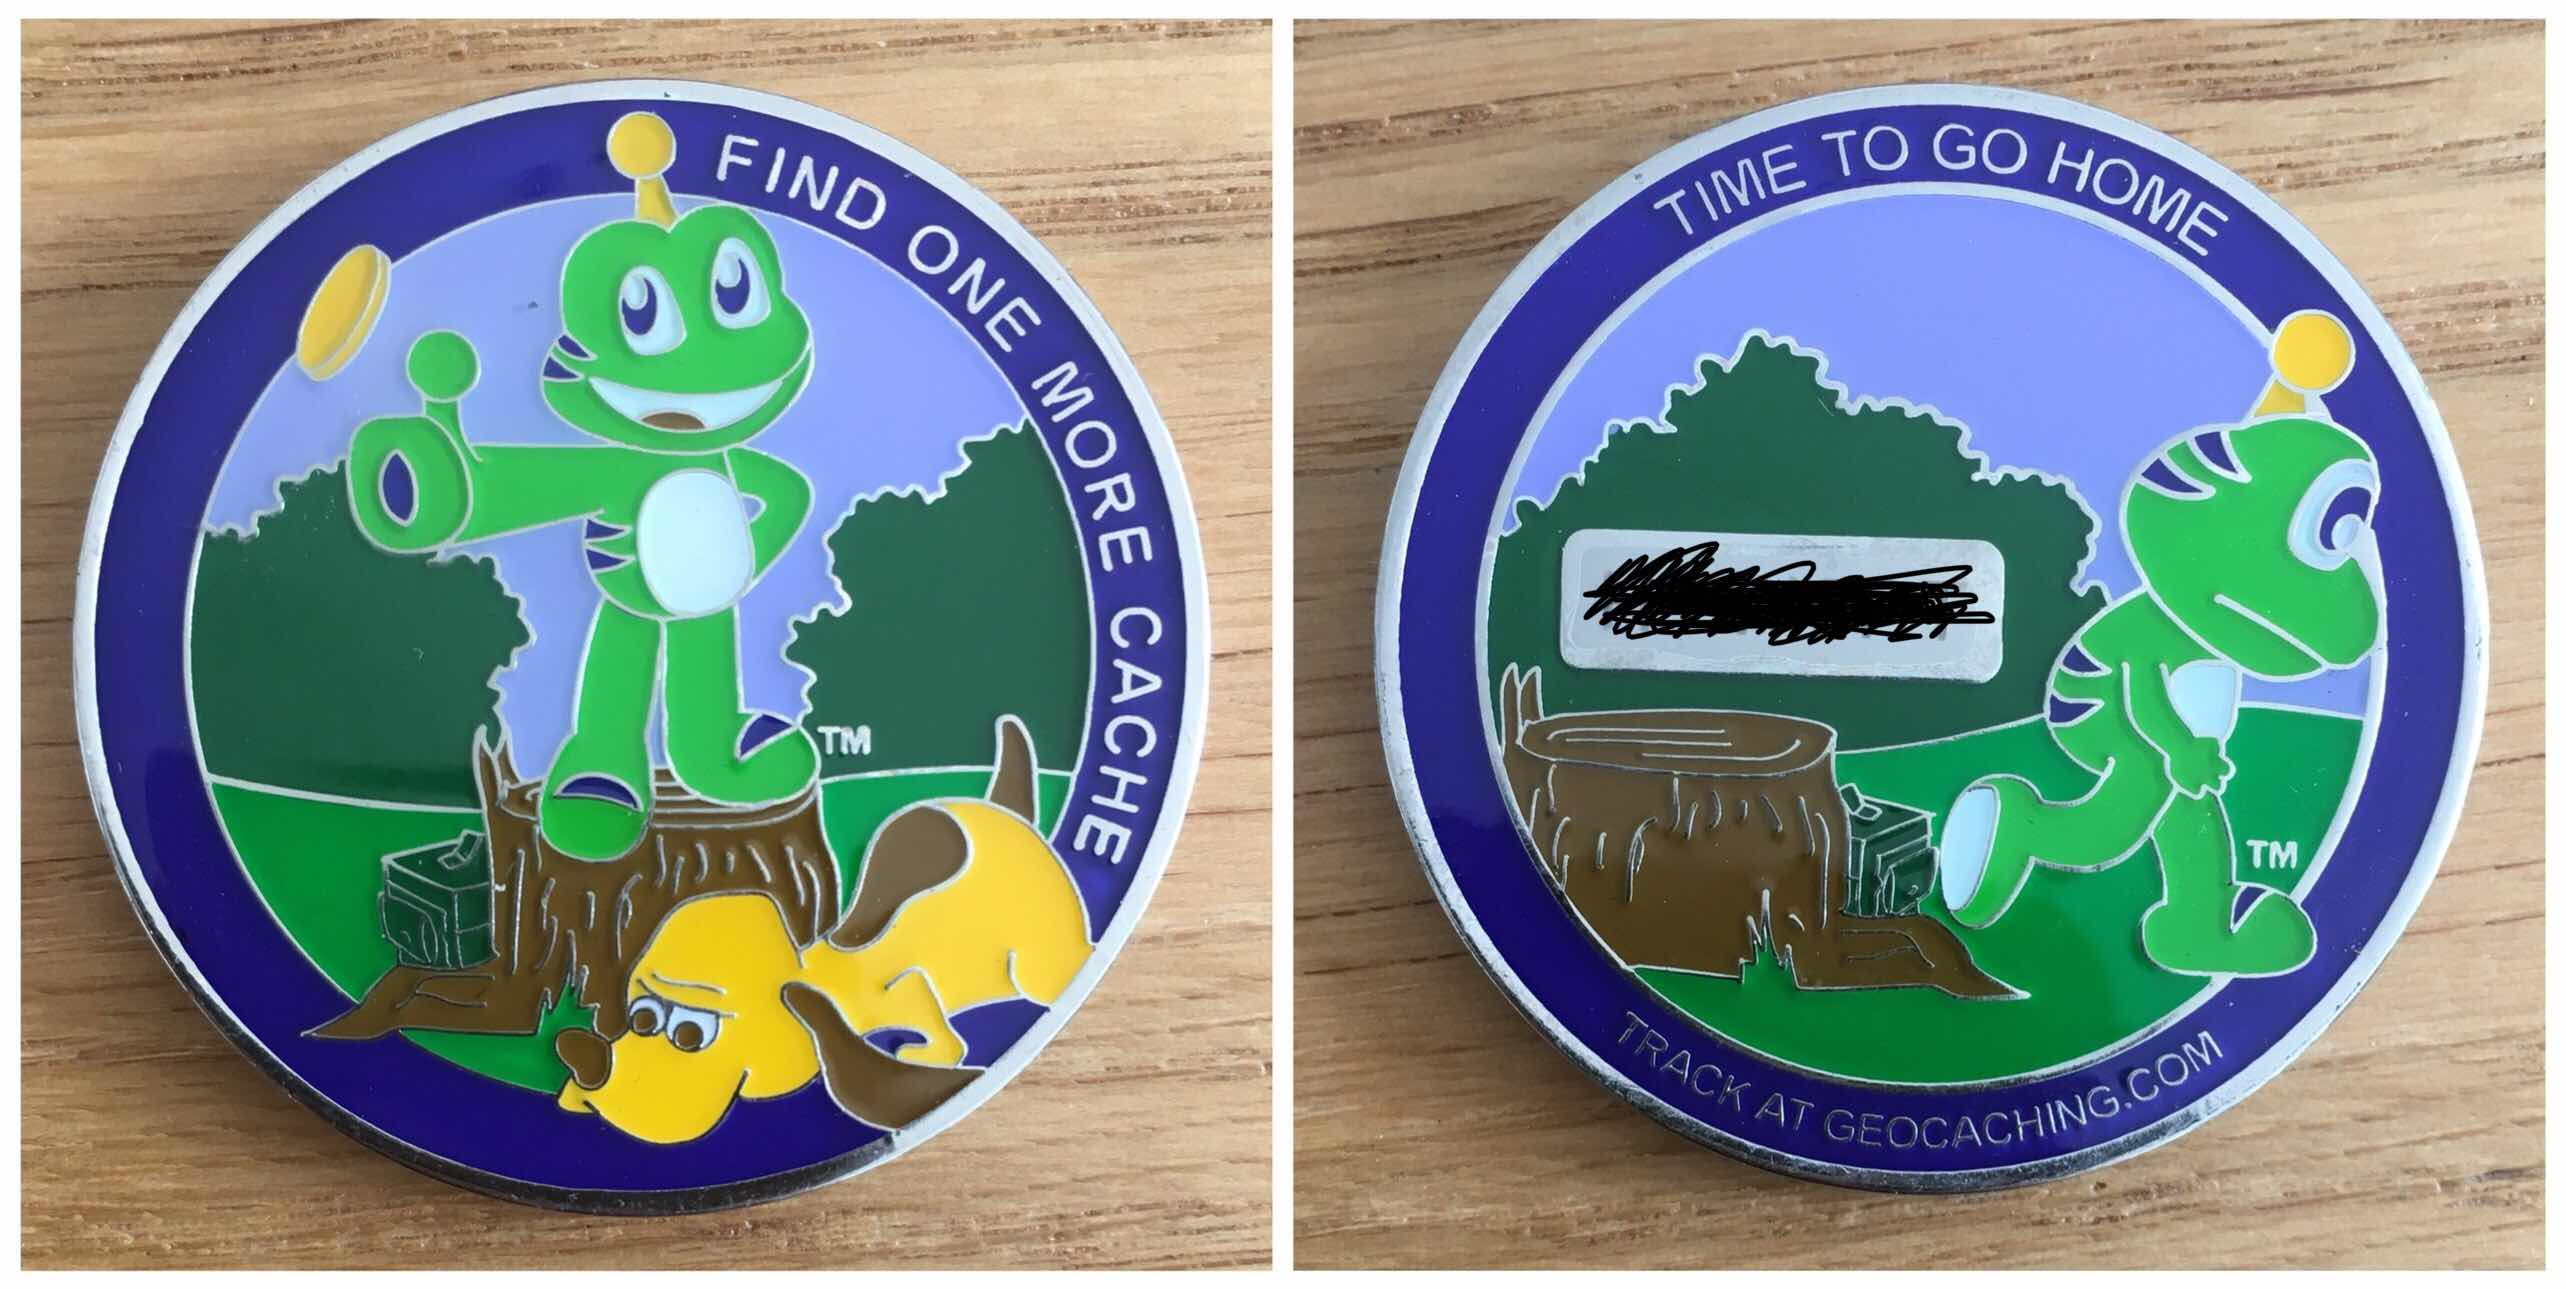 FIND ONE MORE CACHE
TM
TIME TO GO HOME
TM
TRACK AT GEOCACHING.COM